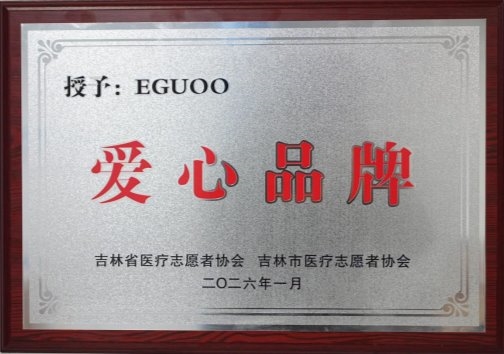 授予：EGUOO
爱心品牌
吉林省医疗志愿者协会 吉林市医疗志愿者协会
二〇二六年一月